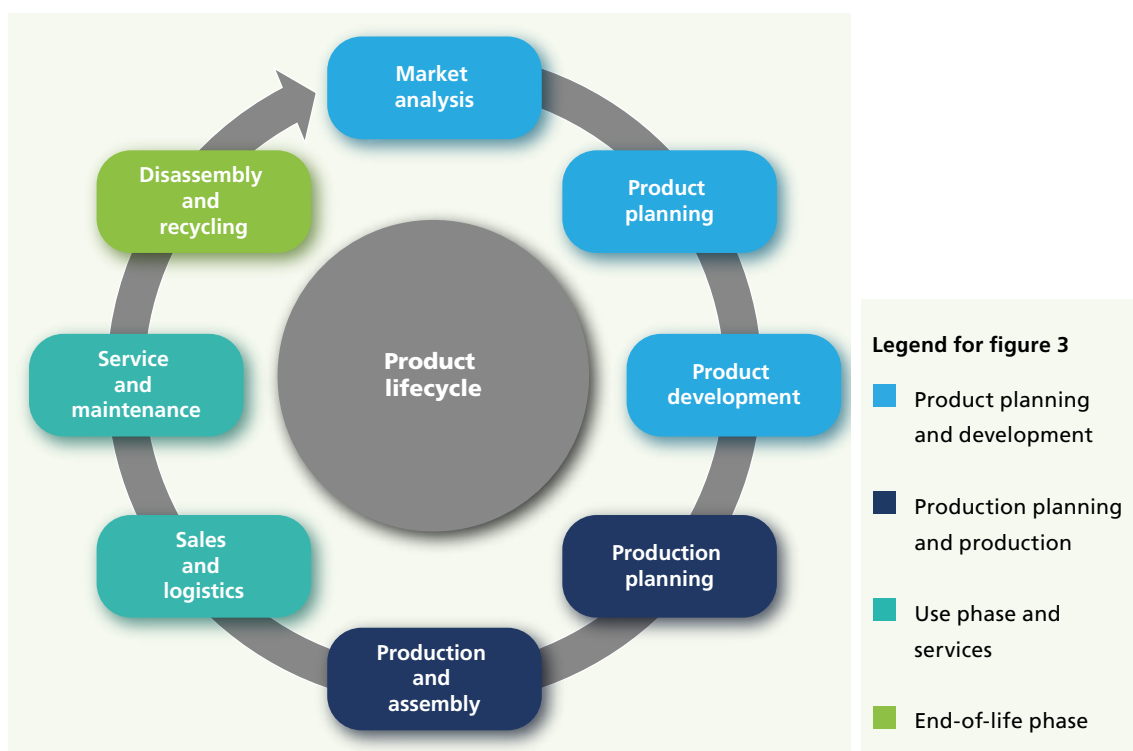 Market
analysis
Product
planning
Product
development
Production
planning
Production
and
assembly
Sales
and
logistics
Service
and
maintenance
Disassembly
and
recycling
Product
lifecycle
Legend for figure 3
Product planning
and development
Production planning
and production
Use phase and
services
End-of-life phase